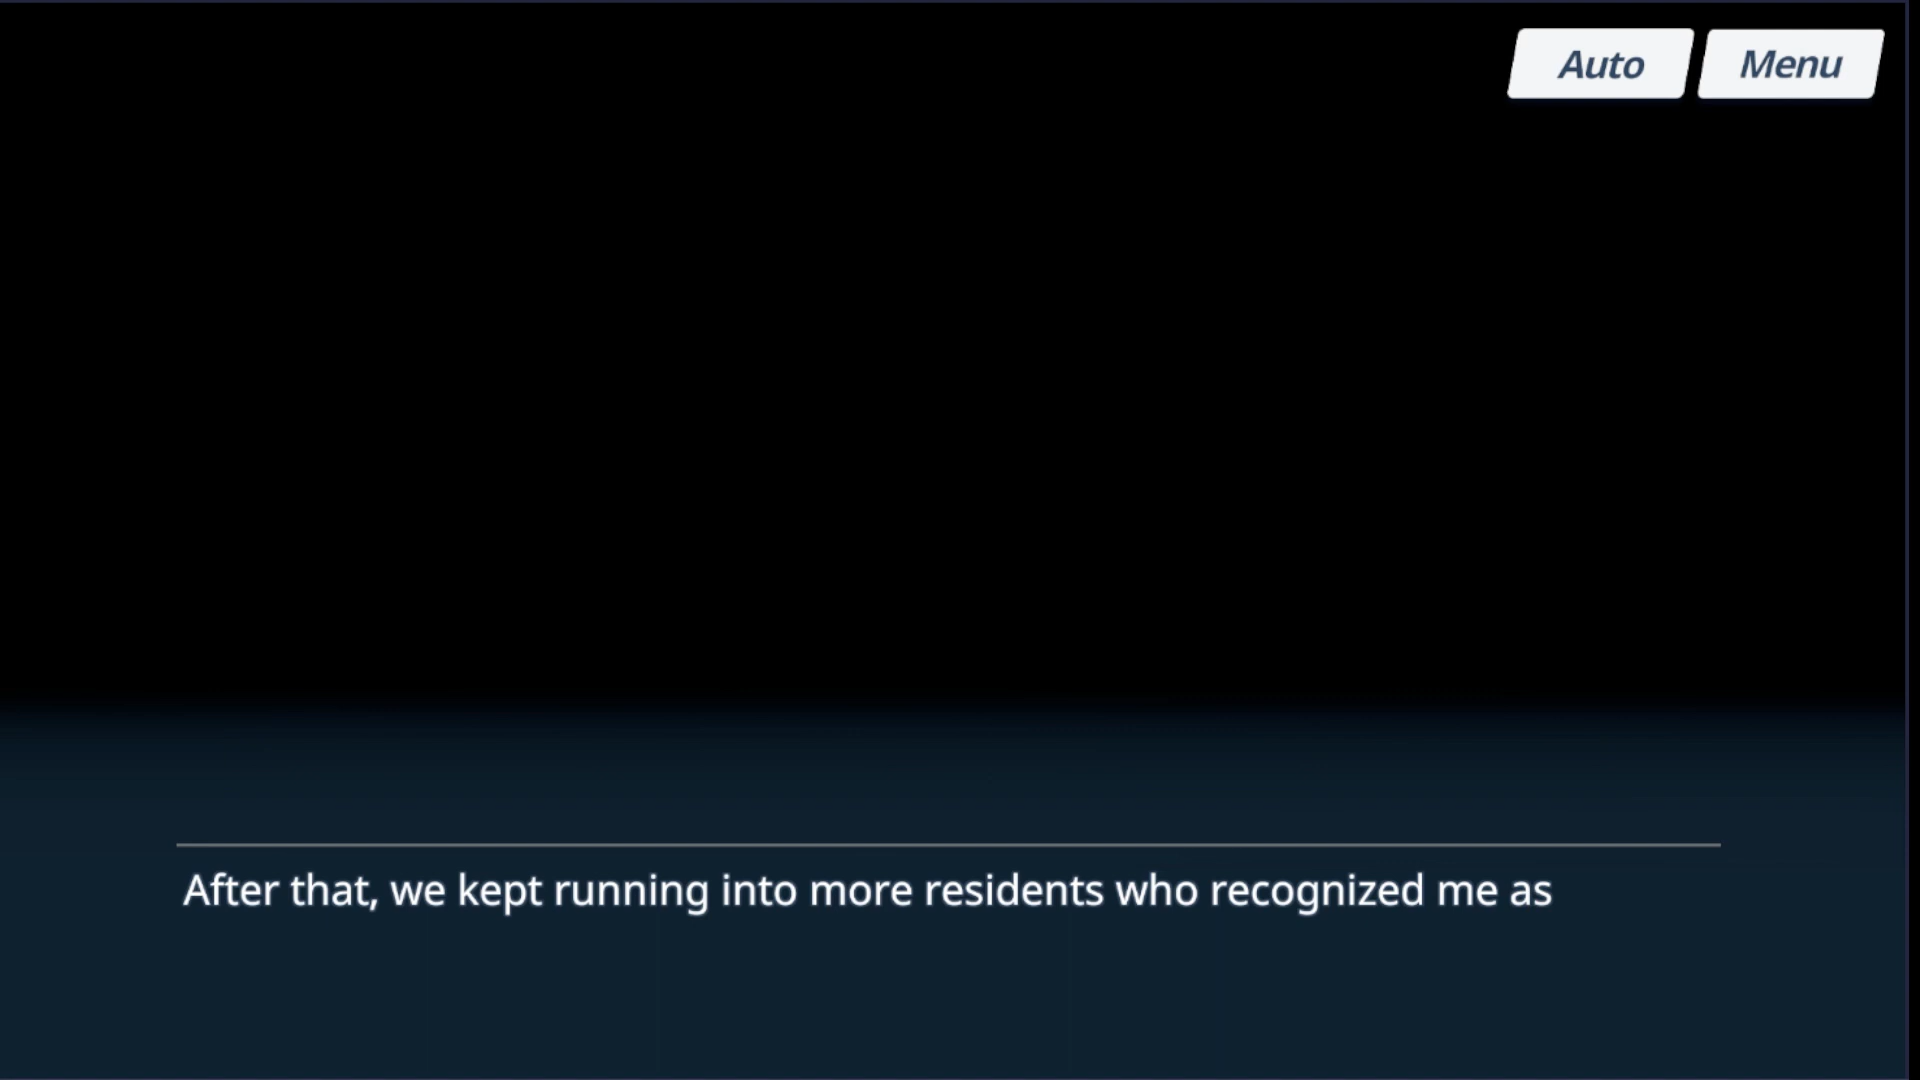 Auto Menu
After that, we kept running into more residents who recognized me as